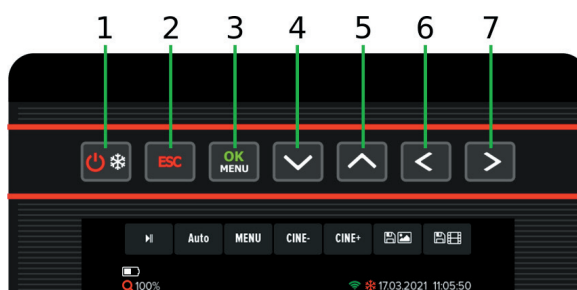 1 2 3 4 5 6 7
ESC OK
MENU
Auto MENU CINE- CINE+
100% 17.03.2021 11:05:50